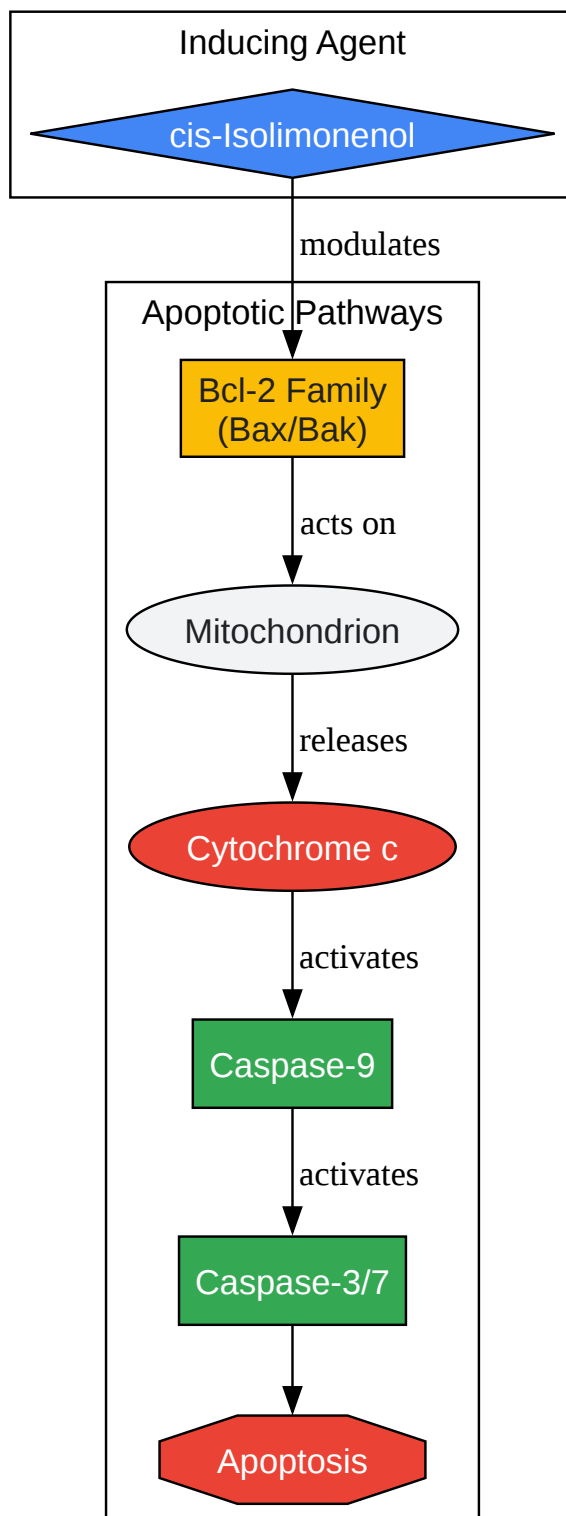 Inducing Agent
cis-Isolimonenol
modulates
Apoptotic Pathways
Bcl-2 Family
(Bax/Bak)
acts on
Mitochondrion
releases
Cytochrome c
activates
Caspase-9
activates
Caspase-3/7
Apoptosis